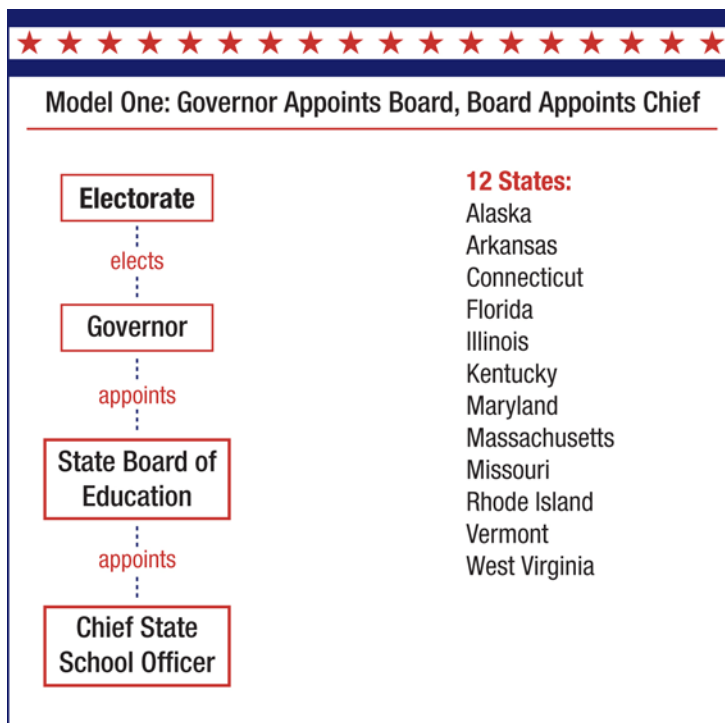 Model One: Governor Appoints Board, Board Appoints Chief
Electorate
elects
Governor
appoints
State Board of
Education
appoints
Chief State
School Officer
12 States:
Alaska
Arkansas
Connecticut
Florida
Illinois
Kentucky
Maryland
Massachusetts
Missouri
Rhode Island
Vermont
West Virginia